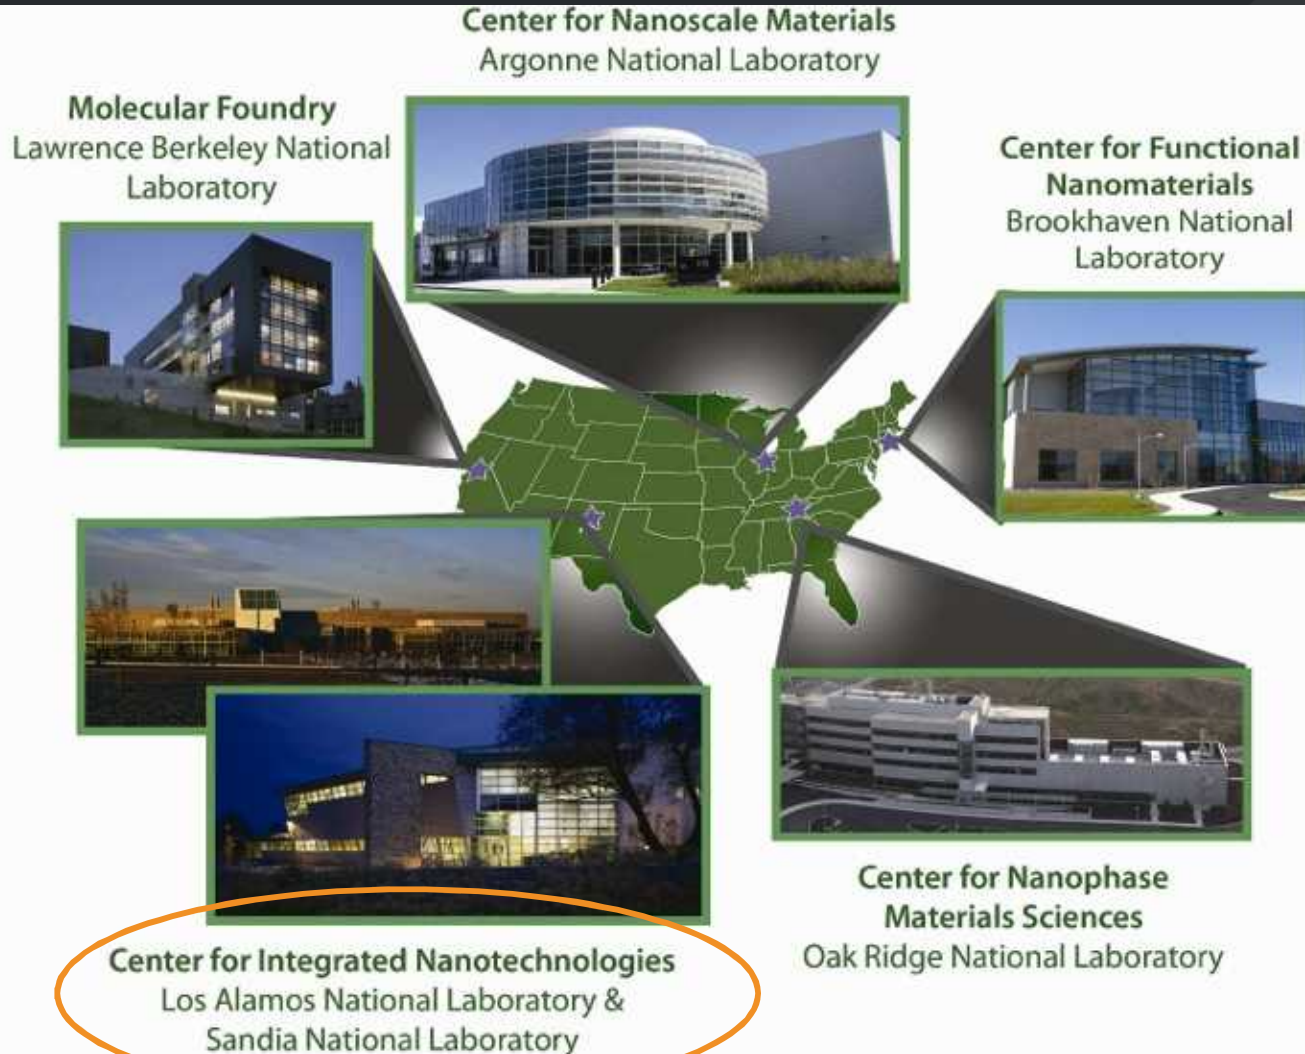 Center for Nanoscale Materials
Argonne National Laboratory
Molecular Foundry
Lawrence Berkeley National
Laboratory
Center for Functional
Nanomaterials
Brookhaven National
Laboratory
Center for Nanophase
Materials Sciences
Oak Ridge National Laboratory
Center for Integrated Nanotechnologies
Los Alamos National Laboratory &
Sandia National Laboratory